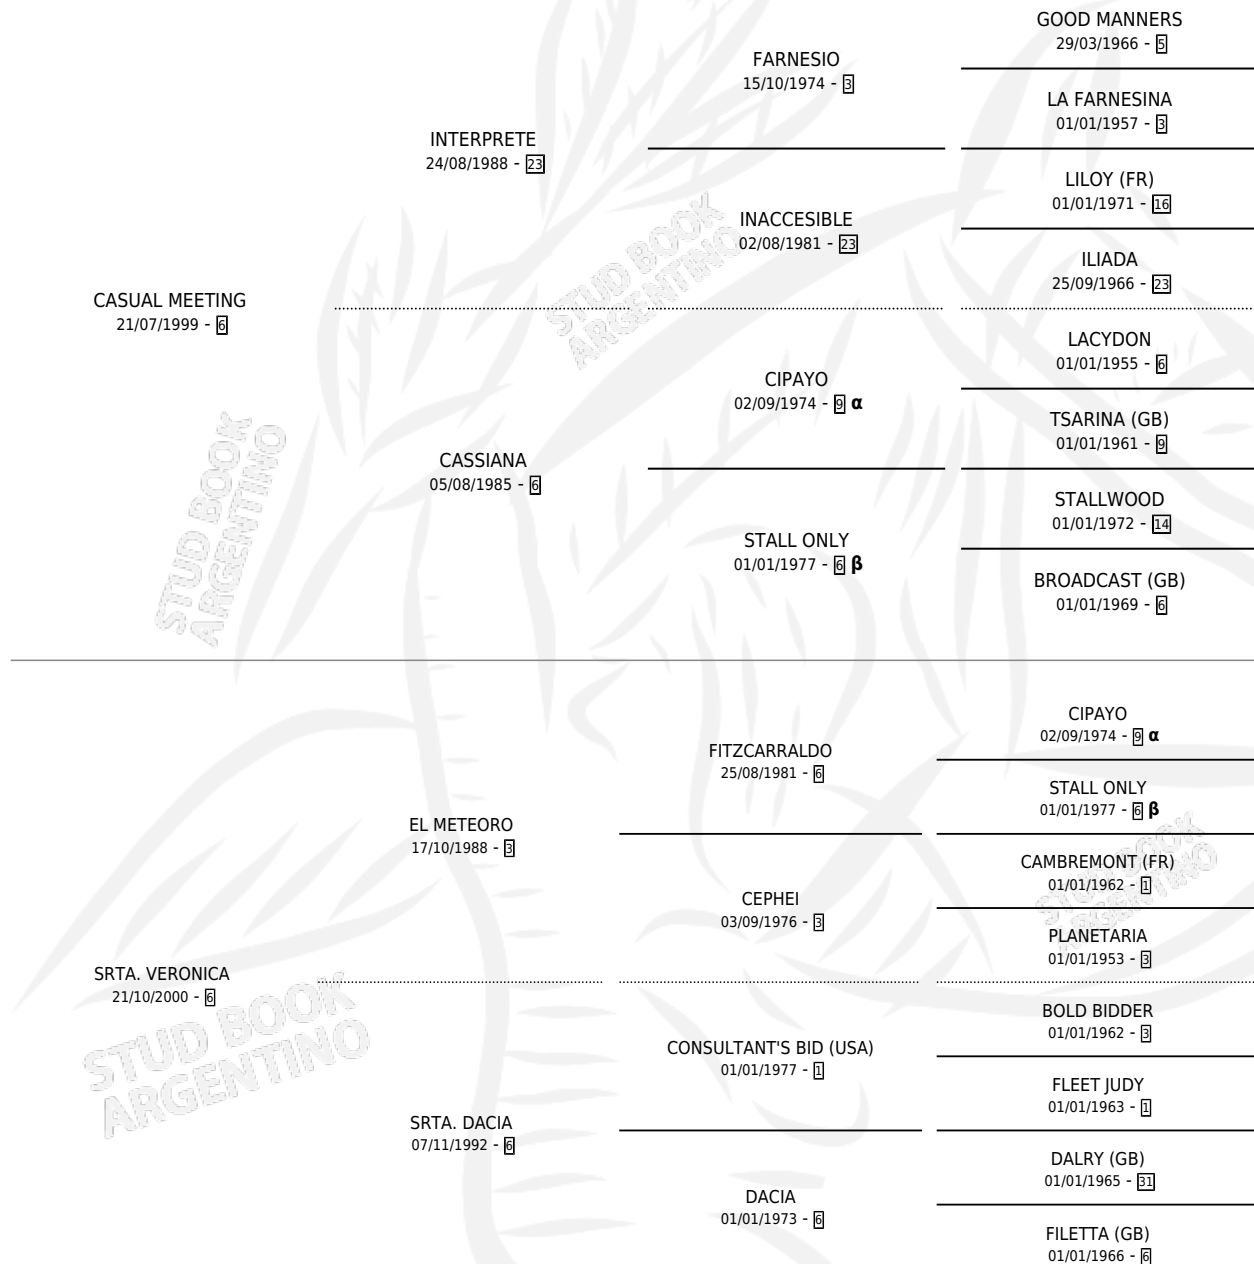 GOOD MANNERS
29/03/1966 - 5
FARNESIO
15/10/1974 - 3
LA FARNESINA
01/01/1957 - 3
INTERPRETE
24/08/1988 - 23
LILOY (FR)
01/01/1971 - 16
INACCESIBLE
02/08/1981 - 23
ILIADA
25/09/1966 - 23
CASUAL MEETING
21/07/1999 - 6
LACYDON
01/01/1955 - 6
CIPAYO
02/09/1974 - 9 α
TSARINA (GB)
01/01/1961 - 9
CASSIANA
05/08/1985 - 6
STALLWOOD
01/01/1972 - 14
STALL ONLY
01/01/1977 - 6 β
BROADCAST (GB)
01/01/1969 - 6
CIPAYO
02/09/1974 - 9 α
FITZCARRALDO
25/08/1981 - 6
STALL ONLY
01/01/1977 - 6 β
EL METEORO
17/10/1988 - 3
CAMBREMONT (FR)
01/01/1962 - 1
CEPHEI
03/09/1976 - 3
PLANETARIA
01/01/1953 - 3
SRTA. VERONICA
21/10/2000 - 6
BOLD BIDDER
01/01/1962 - 3
CONSULTANT'S BID (USA)
01/01/1977 - 1
FLEET JUDY
01/01/1963 - 1
SRTA. DACIA
07/11/1992 - 6
DALRY (GB)
01/01/1965 - 31
DACIA
01/01/1973 - 6
FILETTA (GB)
01/01/1966 - 6
STUD BOOK
ARGENTINO
STUD BOOK
ARGENTINO
STUD BOOK
ARGENTINO
STUD BOOK
ARGENTINO